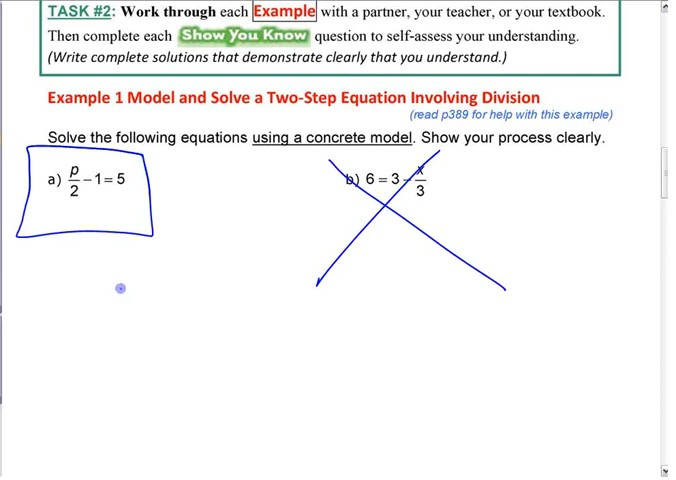 TASK #2: Work through each Example with a partner, your teacher, or your textbook.
Then complete each Show You Know question to self-assess your understanding.
(Write complete solutions that demonstrate clearly that you understand.)
Example 1 Model and Solve a Two-Step Equation Involving Division
(read p389 for help with this example)
Solve the following equations using a concrete model. Show your process clearly.
a) p/2 – 1 = 5
b) 6 = 3 – x/3